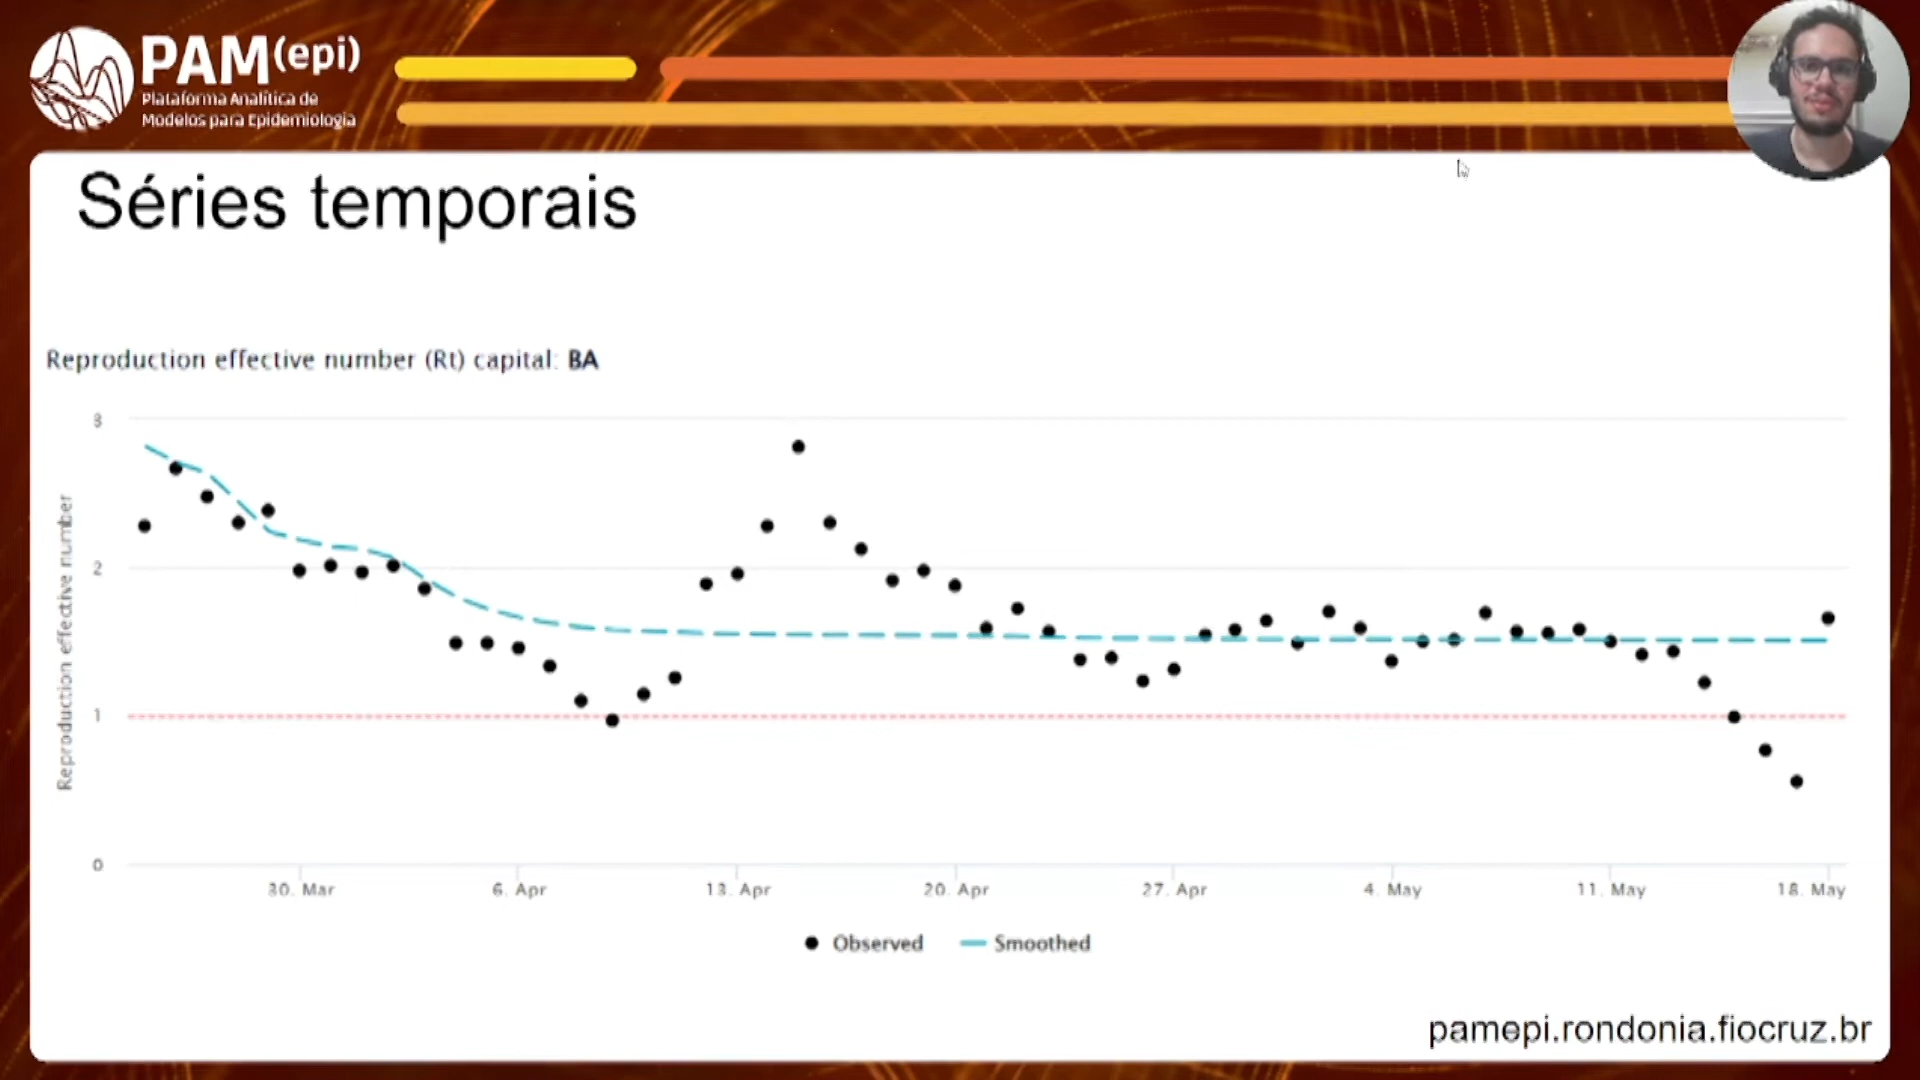 PAM(epi)
Plataforma Analítica de
Modelos para Epidemiologia
Séries temporais
Reproduction effective number (Rt) capital: BA
Reproduction effective number
3
2
1
0
30. Mar
6. Apr
13. Apr
20. Apr
27. Apr
4. May
11. May
18. May
Observed
Smoothed
pamepi.rondonia.fiocruz.br